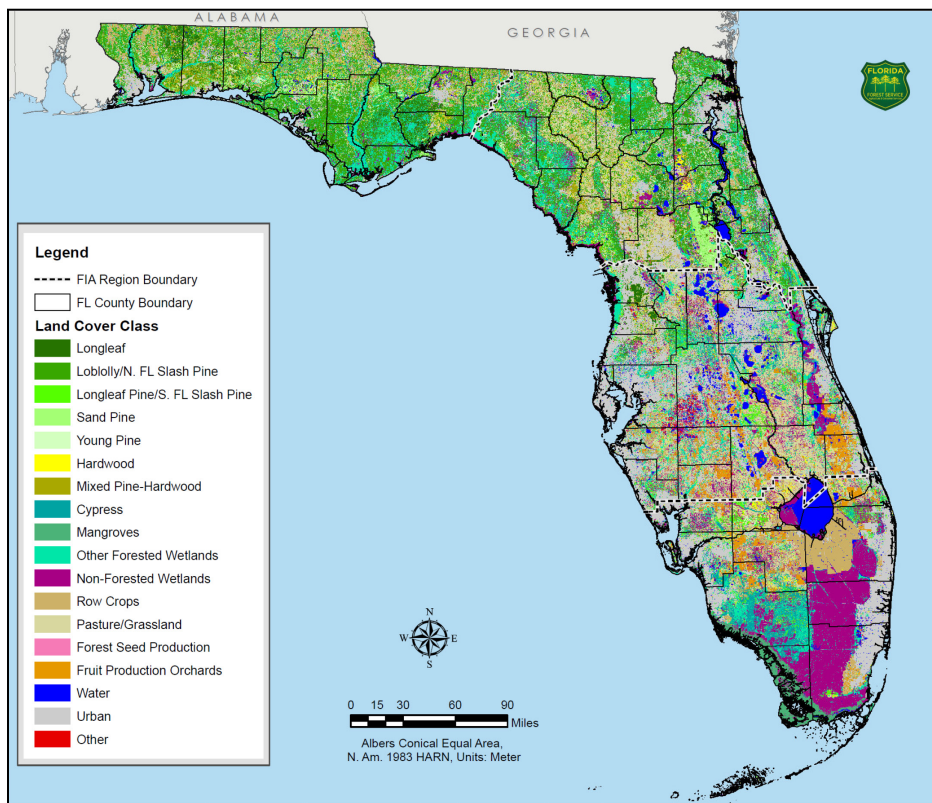 ALABAMA
GEORGIA
FLORIDA
FOREST SERVICE
Legend
FIA Region Boundary
FL County Boundary
Land Cover Class
Longleaf
Loblolly/N. FL Slash Pine
Longleaf Pine/S. FL Slash Pine
Sand Pine
Young Pine
Hardwood
Mixed Pine-Hardwood
Cypress
Mangroves
Other Forested Wetlands
Non-Forested Wetlands
Row Crops
Pasture/Grassland
Forest Seed Production
Fruit Production Orchards
Water
Urban
Other
N
W E
S
0 15 30 60 90
Miles
Albers Conical Equal Area,
N. Am. 1983 HARN, Units: Meter